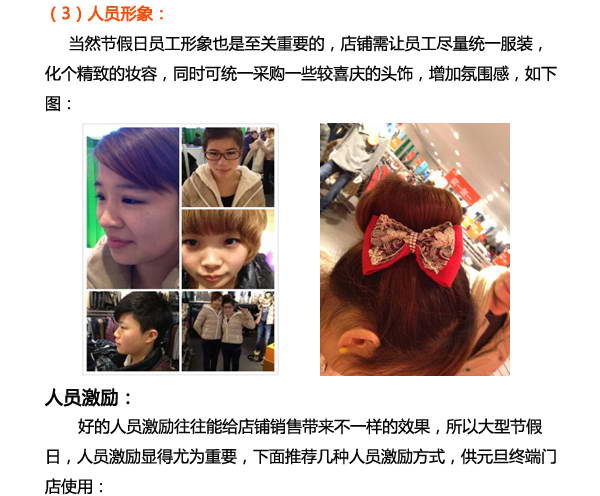 （3）人员形象：
当然节假日员工形象也是至关重要的，店铺需让员工尽量统一服装，
化个精致的妆容，同时可统一采购一些较喜庆的头饰，增加氛围感，如下
图：
人员激励：
好的人员激励往往能给店铺销售带来不一样的效果，所以大型节假
日，人员激励显得尤为重要，下面推荐几种人员激励方式，供元旦终端门
店使用：